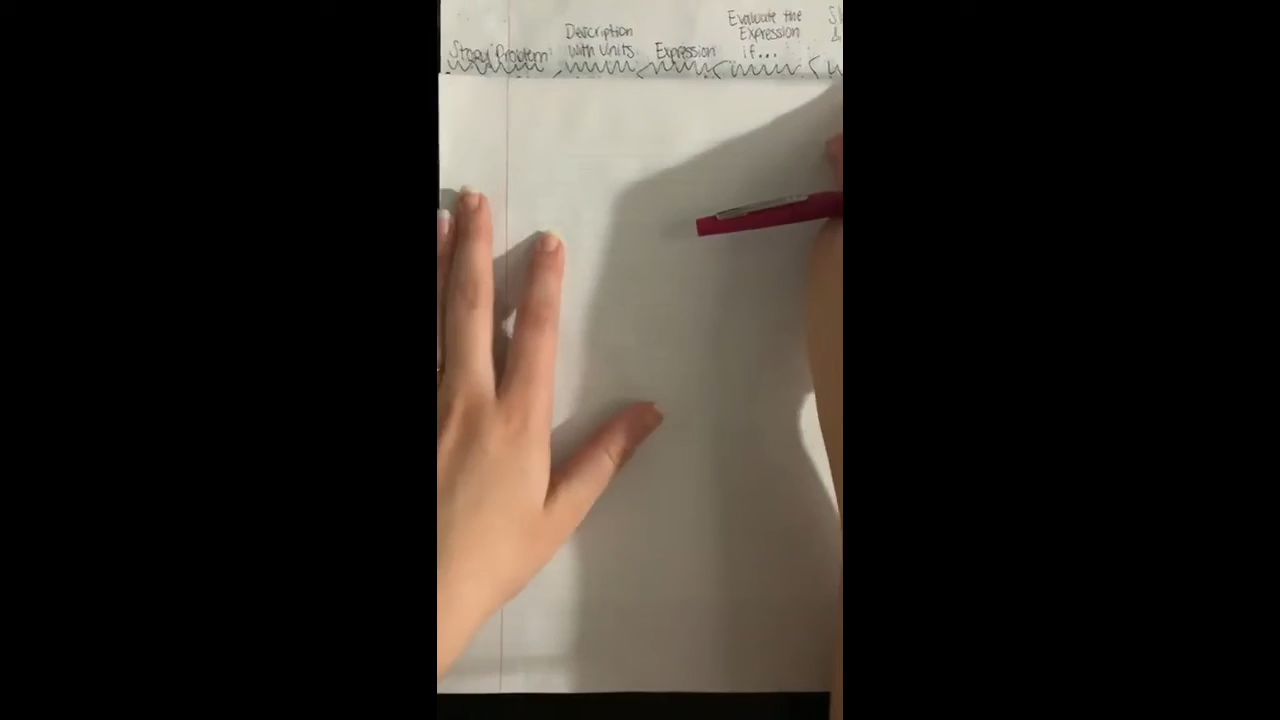 Story Problem
Description
with Units
Expression
Evaluate the
Expression
if...